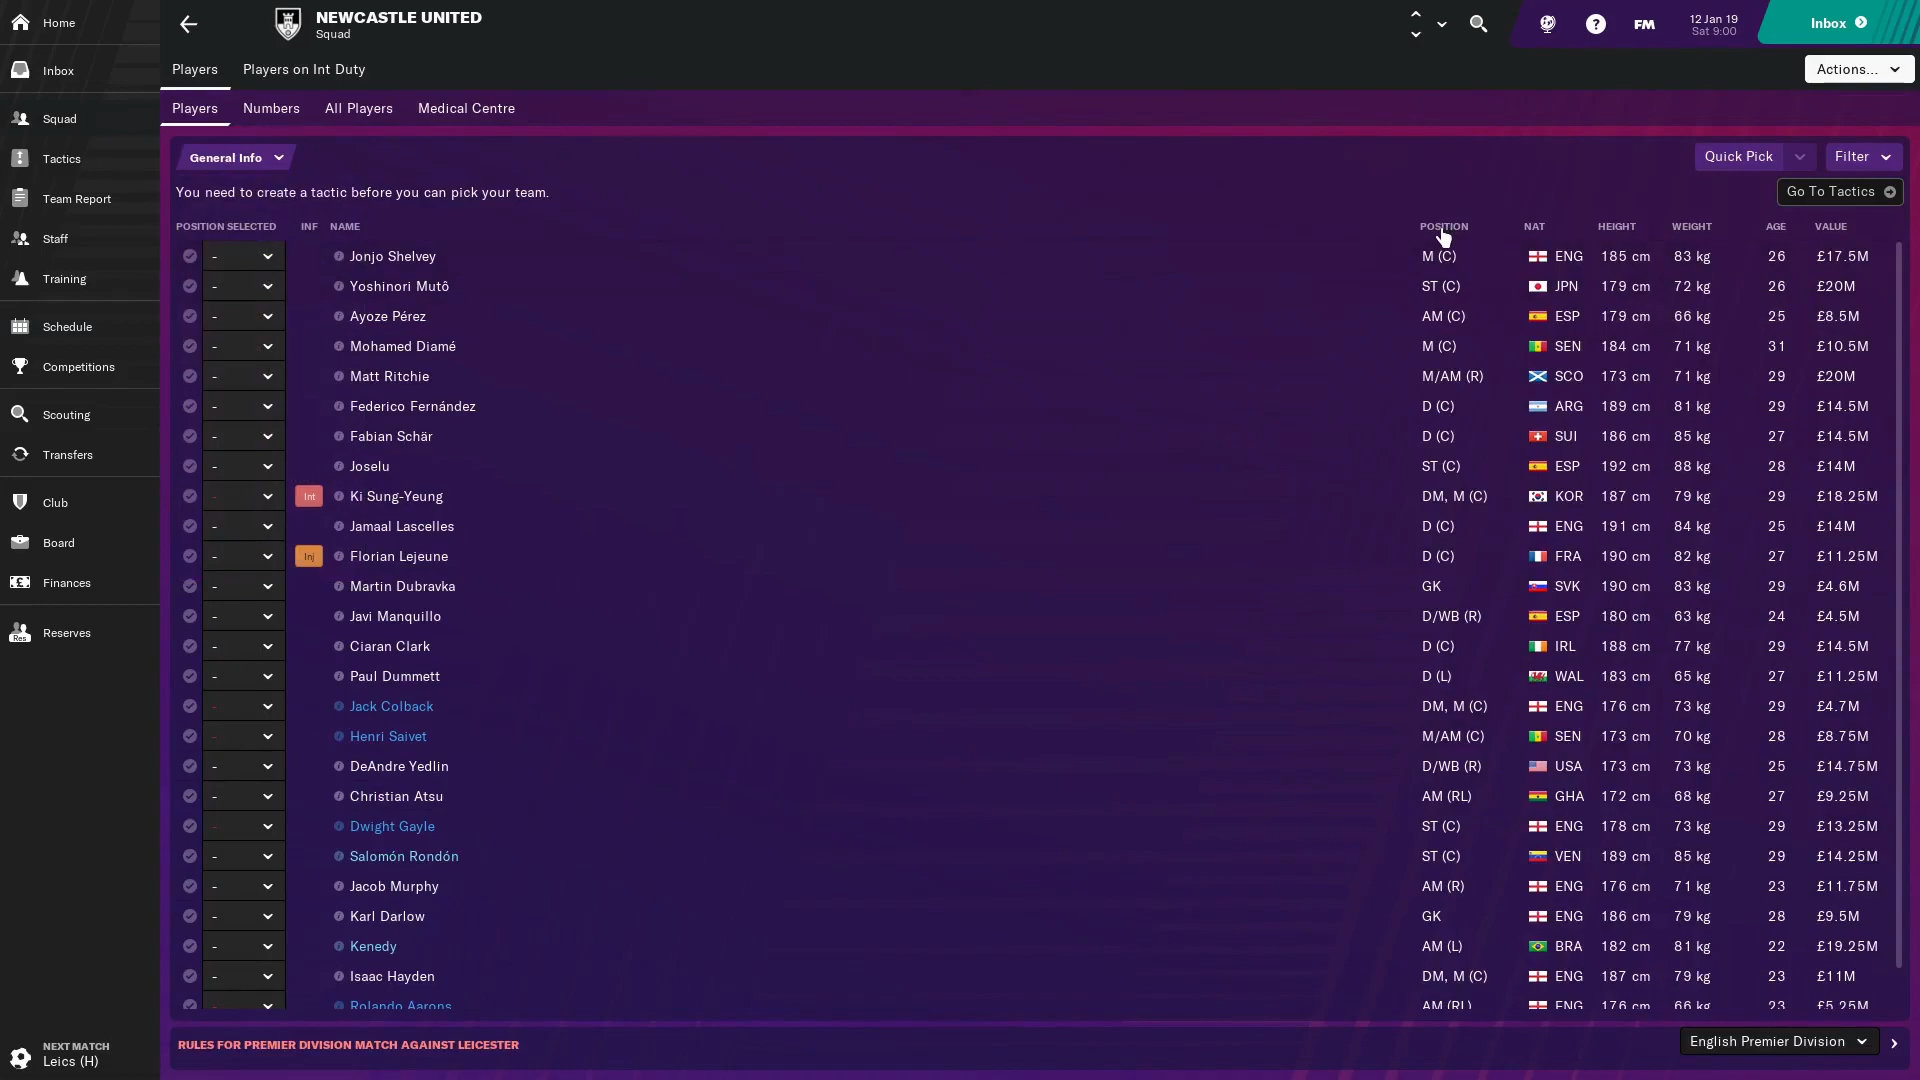 Home
NEWCASTLE UNITED
Squad
FM
12 Jan 19
Sat 9:00
Inbox
Inbox
Players Players on Int Duty
Actions...
Players Numbers All Players Medical Centre
Squad
Tactics
Team Report
Staff
Training
Schedule
Competitions
Scouting
Transfers
Club
Board
Finances
Res
Reserves
NEXT MATCH
Leics (H)
General Info
Quick Pick Filter
You need to create a tactic before you can pick your team.
Go To Tactics
POSITION SELECTED INF NAME POSITION NAT HEIGHT WEIGHT AGE VALUE
- Jonjo Shelvey M (C) ENG 185 cm 83 kg 26 £17.5M
- Yoshinori Mutô ST (C) JPN 179 cm 72 kg 26 £20M
- Ayoze Pérez AM (C) ESP 179 cm 66 kg 25 £8.5M
- Mohamed Diamé M (C) SEN 184 cm 71 kg 31 £10.5M
- Matt Ritchie M/AM (R) SCO 173 cm 71 kg 29 £20M
- Federico Fernández D (C) ARG 189 cm 81 kg 29 £14.5M
- Fabian Schär D (C) SUI 186 cm 85 kg 27 £14.5M
- Joselu ST (C) ESP 192 cm 88 kg 28 £14M
- Int Ki Sung-Yeung DM, M (C) KOR 187 cm 79 kg 29 £18.25M
- Jamaal Lascelles D (C) ENG 191 cm 84 kg 25 £14M
- Inj Florian Lejeune D (C) FRA 190 cm 82 kg 27 £11.25M
- Martin Dubravka GK SVK 190 cm 83 kg 29 £4.6M
- Javi Manquillo D/WB (R) ESP 180 cm 63 kg 24 £4.5M
- Ciaran Clark D (C) IRL 188 cm 77 kg 29 £14.5M
- Paul Dummett D (L) WAL 183 cm 65 kg 27 £11.25M
- Jack Colback DM, M (C) ENG 176 cm 73 kg 29 £4.7M
- Henri Saivet M/AM (C) SEN 173 cm 70 kg 28 £8.75M
- DeAndre Yedlin D/WB (R) USA 173 cm 73 kg 25 £14.75M
- Christian Atsu AM (RL) GHA 172 cm 68 kg 27 £9.25M
- Dwight Gayle ST (C) ENG 178 cm 73 kg 29 £13.25M
- Salomón Rondón ST (C) VEN 189 cm 85 kg 29 £14.25M
- Jacob Murphy AM (R) ENG 176 cm 71 kg 23 £11.75M
- Karl Darlow GK ENG 186 cm 79 kg 28 £9.5M
- Kenedy AM (L) BRA 182 cm 81 kg 22 £19.25M
- Isaac Hayden DM, M (C) ENG 187 cm 79 kg 23 £11M
- Rolando Aarons AM (RL) ENG 176 cm 66 kg 23 £5.25M
RULES FOR PREMIER DIVISION MATCH AGAINST LEICESTER
English Premier Division